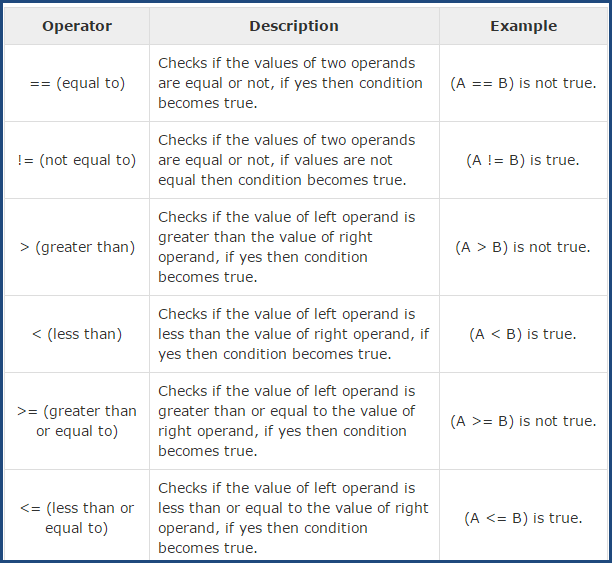 Operator Description Example
== (equal to)
Checks if the values of two operands
are equal or not, if yes then condition
becomes true.
(A == B) is not true.
!= (not equal to)
Checks if the values of two operands
are equal or not, if values are not
equal then condition becomes true.
(A != B) is true.
> (greater than)
Checks if the value of left operand is
greater than the value of right
operand, if yes then condition
becomes true.
(A > B) is not true.
< (less than)
Checks if the value of left operand is
less than the value of right operand, if
yes then condition becomes true.
(A < B) is true.
>= (greater than
or equal to)
Checks if the value of left operand is
greater than or equal to the value of
right operand, if yes then condition
becomes true.
(A >= B) is not true.
<= (less than or
equal to)
Checks if the value of left operand is
less than or equal to the value of right
operand, if yes then condition
becomes true.
(A <= B) is true.